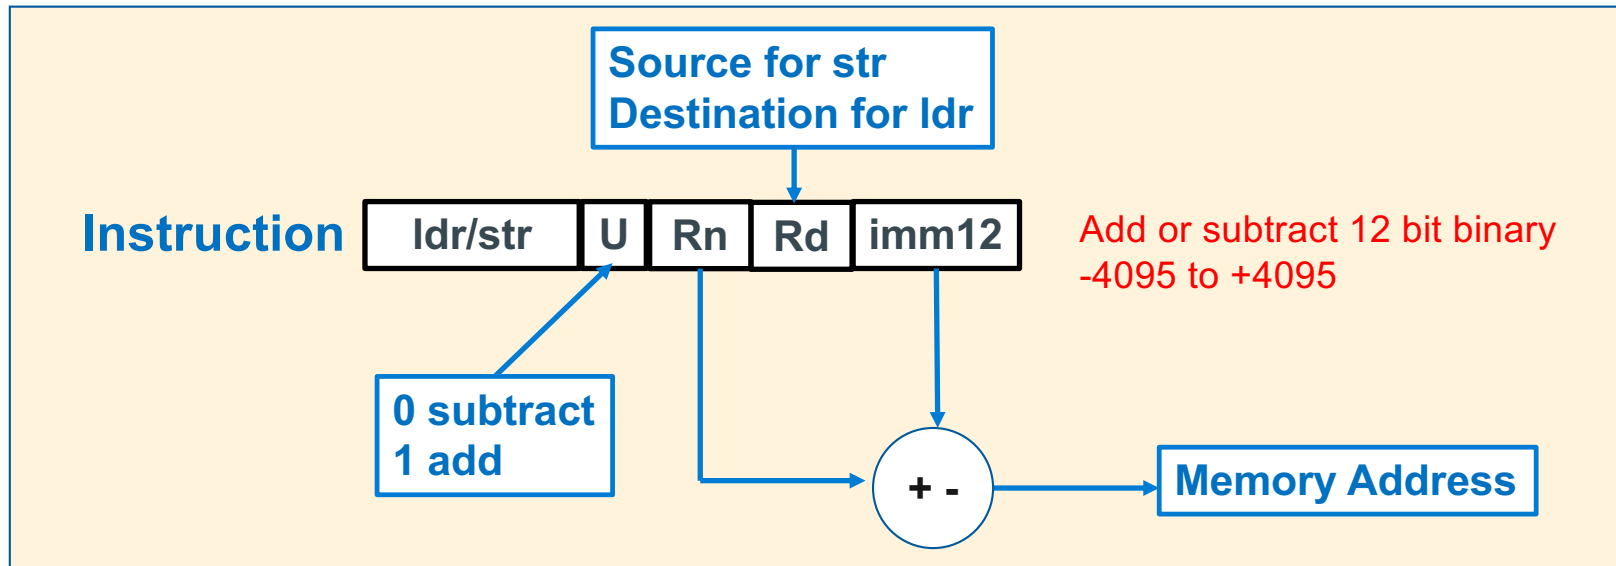 Source for str
Destination for ldr
Instruction
ldr/str
U
Rn
Rd
imm12
Add or subtract 12 bit binary
-4095 to +4095
0 subtract
1 add
+ -
Memory Address